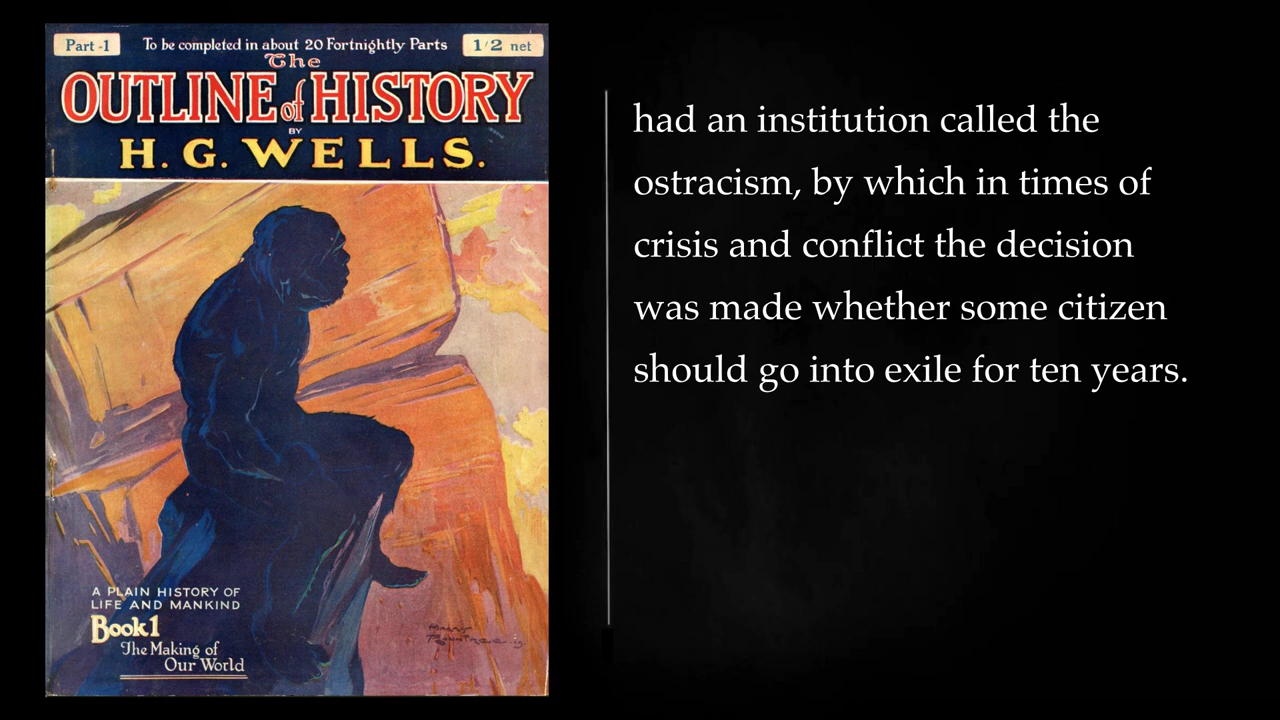 Part -1
To be completed in about 20 Fortnightly Parts
1/2 net
The
OUTLINE of HISTORY
BY
H. G. WELLS.
A PLAIN HISTORY OF
LIFE AND MANKIND
Book 1
The Making of
Our World
had an institution called the
ostracism, by which in times of
crisis and conflict the decision
was made whether some citizen
should go into exile for ten years.